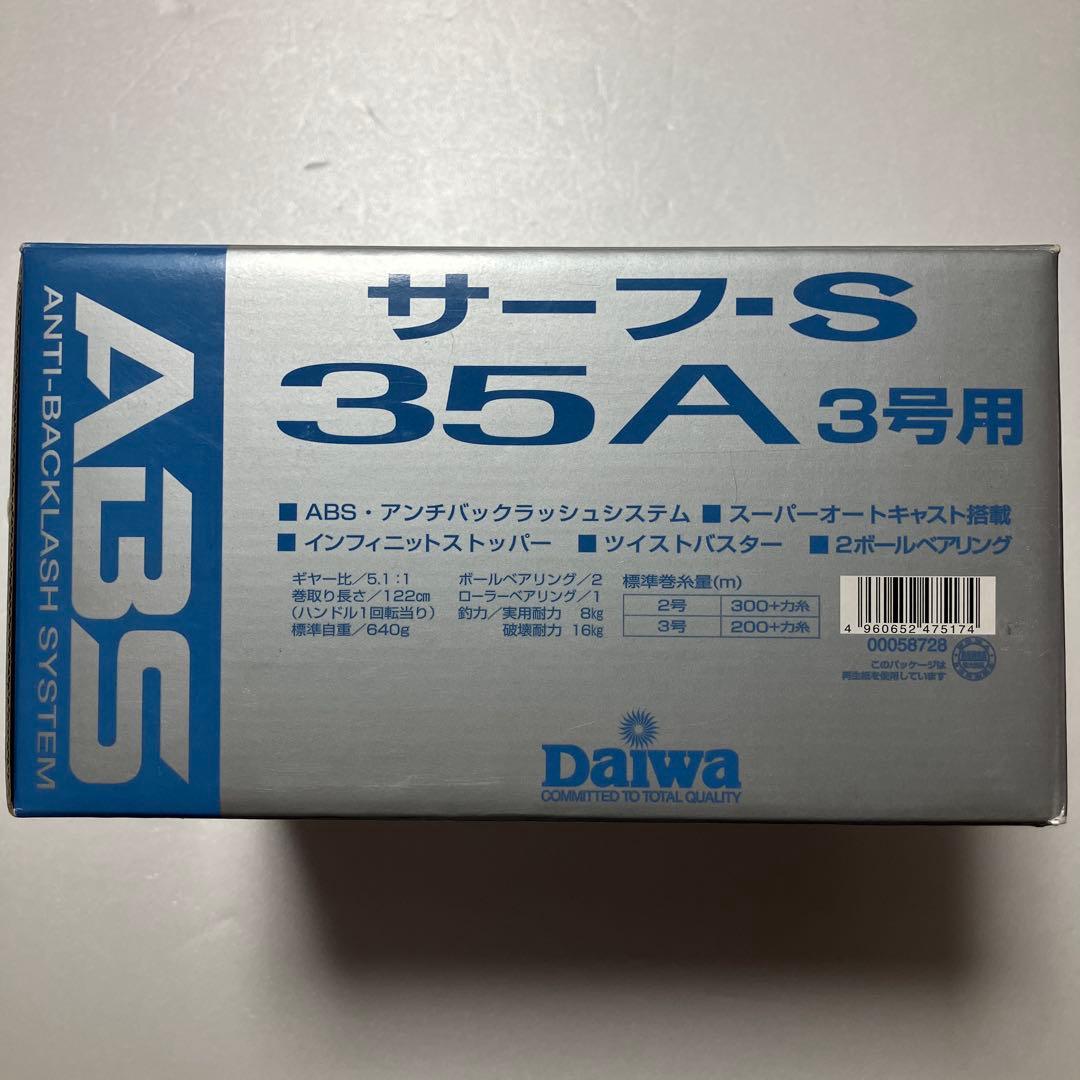 ABS
ANTI-BACKLASH SYSTEM
サーフ-S
35A 3号用
■ ABS・アンチバックラッシュシステム ■ スーパーオートキャスト搭載
■ インフィニットストッパー ■ ツイストバスター ■ 2ボールベアリング
ギヤー比/5.1:1
巻取り長さ/122cm
(ハンドル1回転当り)
標準自重/640g
ボールベアリング/2
ローラーベアリング/1
釣力/実用耐力 8kg
破壊耐力 16kg
標準巻糸量(m)
2号 300+力糸
3号 200+力糸
4 960652 475174
00058728
このパッケージは
再生紙を使用しています
Daiwa
COMMITTED TO TOTAL QUALITY